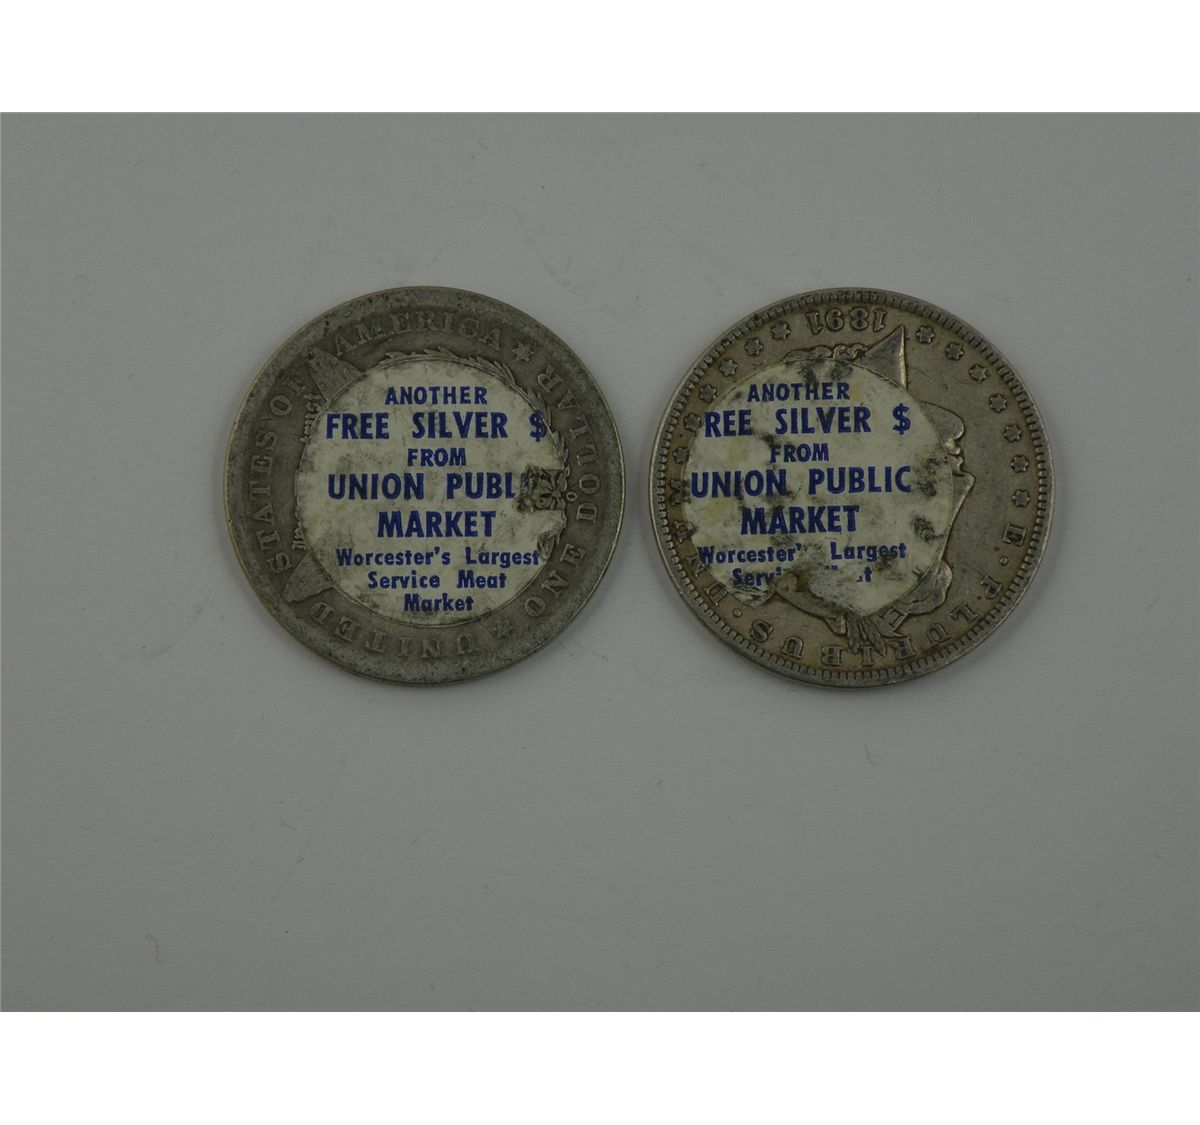 UNITED STATES OF AMERICA
ONE DOLLAR
ANOTHER
FREE SILVER $
FROM
UNION PUBL
MARKET
Worcester's Largest
Service Meat
Market
1891
E · PLURIBUS · UNUM
ANOTHER
REE SILVER $
FROM
UNION PUBLIC
MARKET
Worcester' Largest